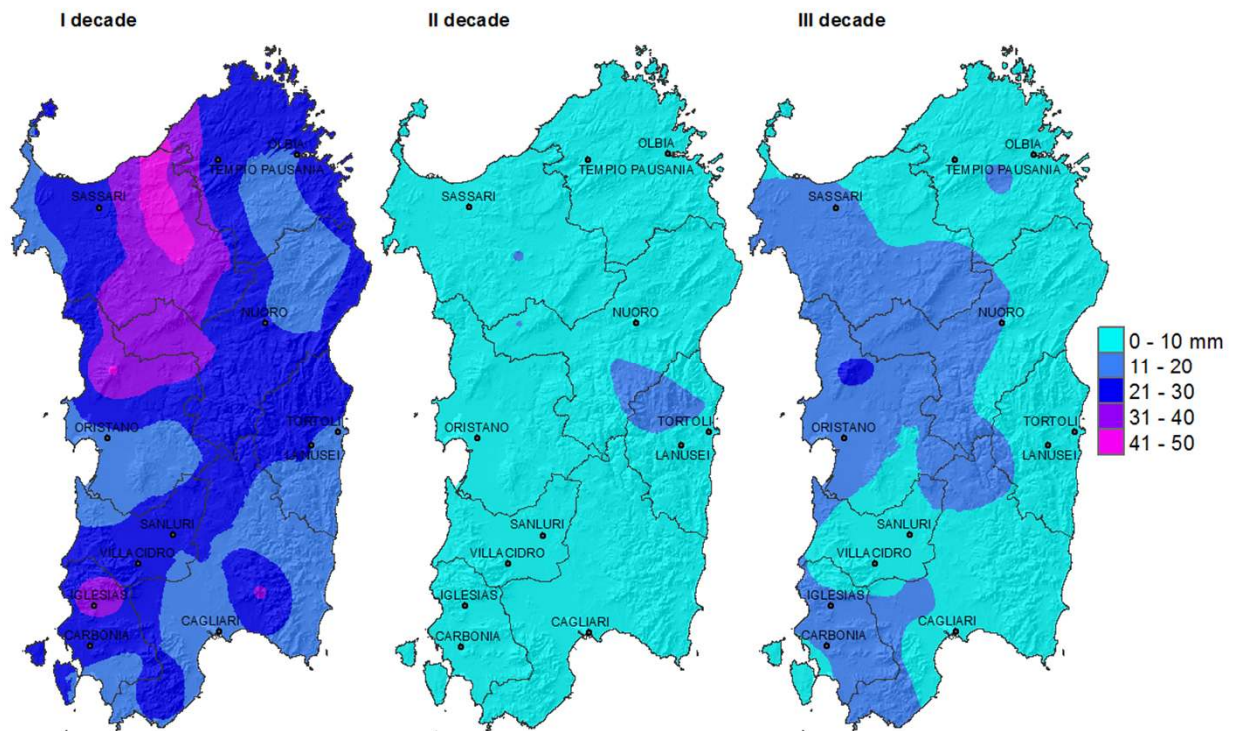 I decade
II decade
III decade
OLBIA
TEMPIO PAUSANIA
SASSARI
NUORO
TORTOLI
ORISTANO
LANUSEI
SANLURI
VILLACIDRO
IGLESIAS
CAGLIARI
CARBONIA
OLBIA
TEMPIO PAUSANIA
SASSARI
NUORO
TORTOLI
ORISTANO
LANUSEI
SANLURI
VILLACIDRO
IGLESIAS
CAGLIARI
CARBONIA
OLBIA
TEMPIO PAUSANIA
SASSARI
NUORO
TORTOLI
ORISTANO
LANUSEI
SANLURI
VILLACIDRO
IGLESIAS
CAGLIARI
CARBONIA
0 - 10 mm
11 - 20
21 - 30
31 - 40
41 - 50